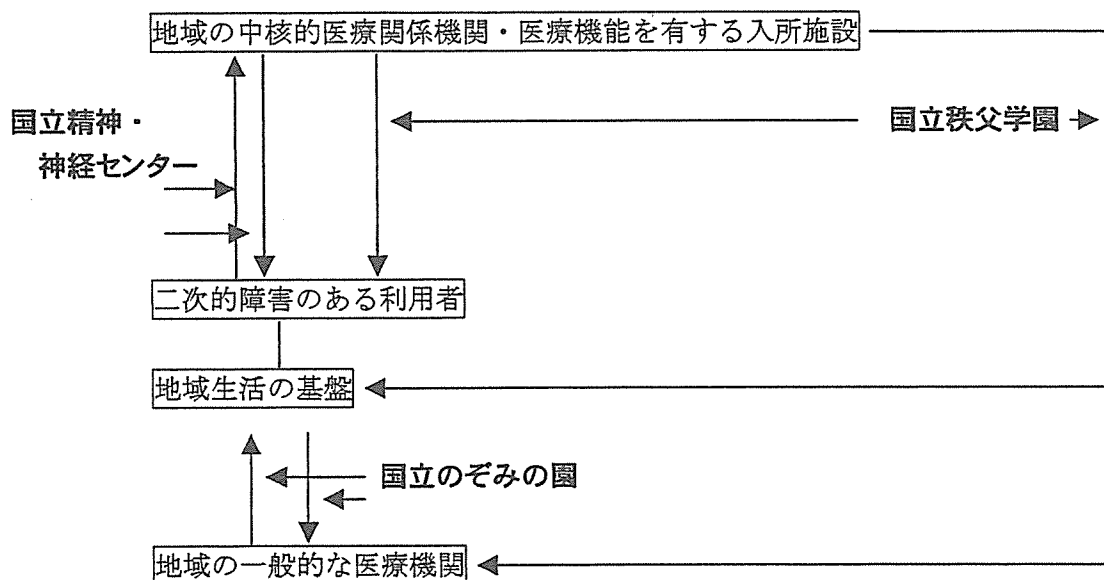 地域の中核的医療関係機関・医療機能を有する入所施設
国立精神・
神経センター
国立秩父学園
二次的障害のある利用者
地域生活の基盤
国立のぞみの園
地域の一般的な医療機関